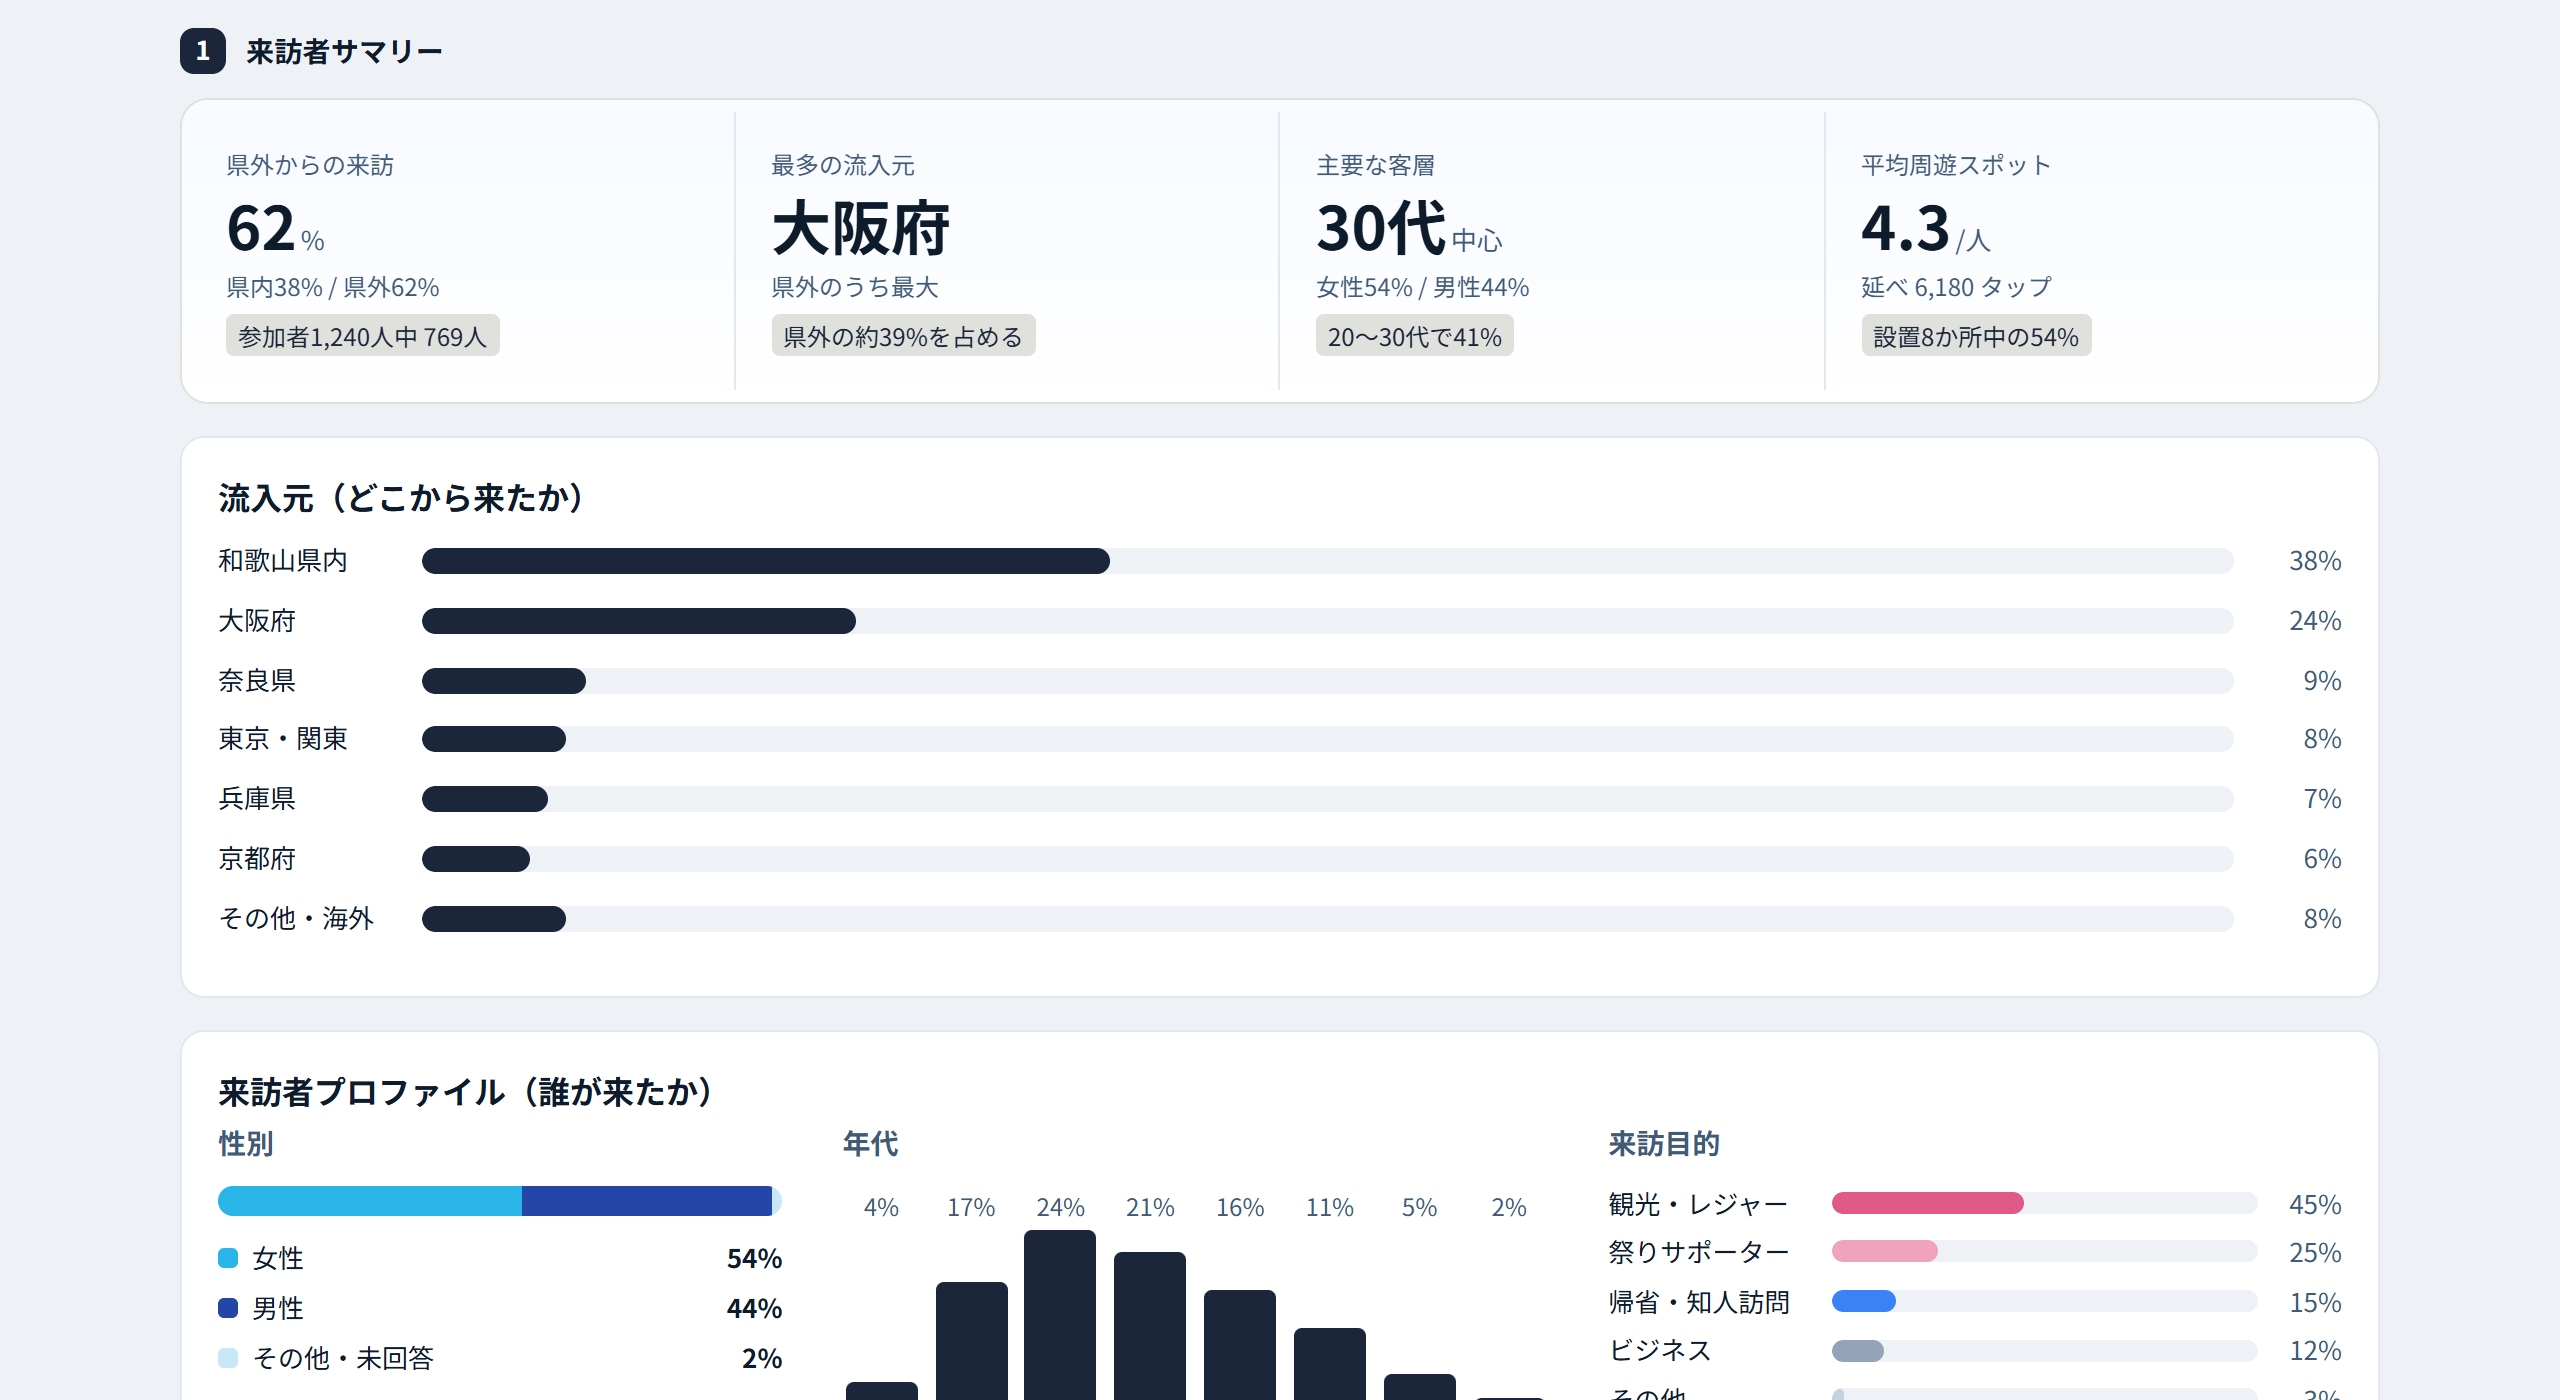 1 来訪者サマリー
県外からの来訪
62 %
県内38% / 県外62%
参加者1,240人中 769人
最多の流入元
大阪府
県外のうち最大
県外の約39%を占める
主要な客層
30代 中心
女性54% / 男性44%
20〜30代で41%
平均周遊スポット
4.3 /人
延べ 6,180 タップ
設置8か所中の54%
流入元（どこから来たか）
和歌山県内 38%
大阪府 24%
奈良県 9%
東京・関東 8%
兵庫県 7%
京都府 6%
その他・海外 8%
来訪者プロファイル（誰が来たか）
性別
女性 54%
男性 44%
その他・未回答 2%
年代
4% 17% 24% 21% 16% 11% 5% 2%
来訪目的
観光・レジャー 45%
祭りサポーター 25%
帰省・知人訪問 15%
ビジネス 12%
その他 3%